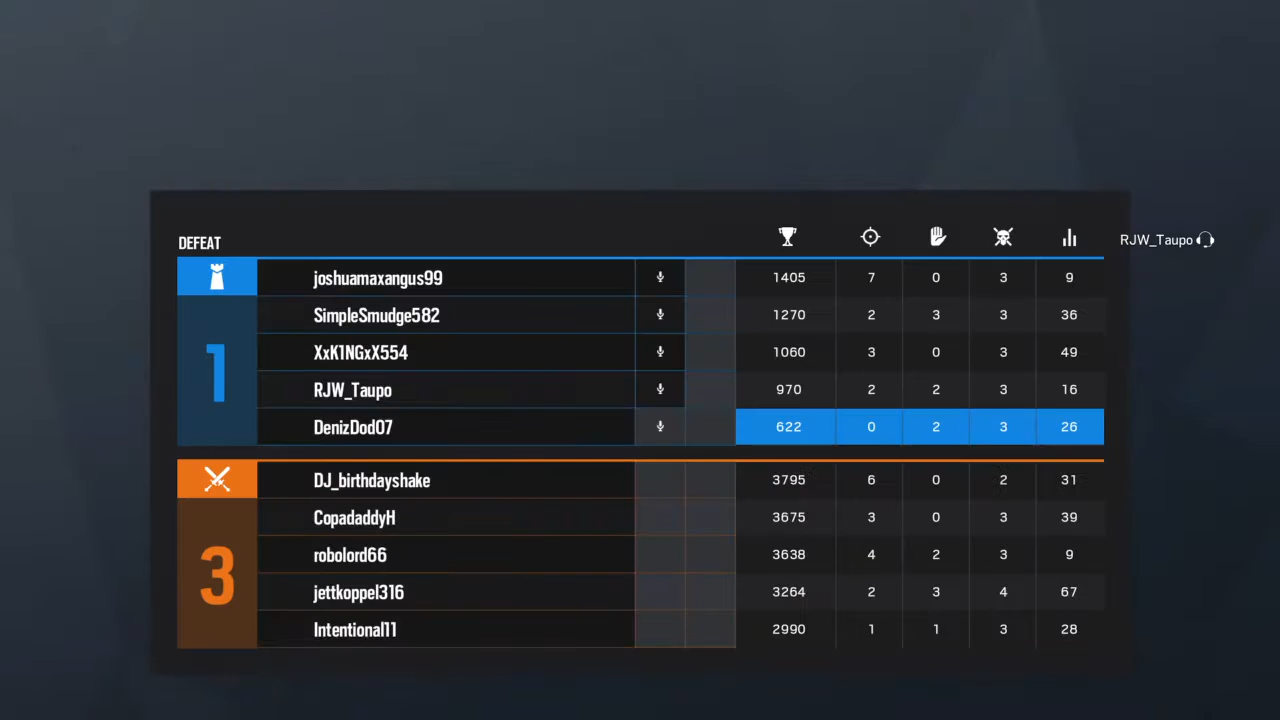 DEFEAT
RJW_Taupo
joshuamaxangus99 1405 7 0 3 9
SimpleSmudge582 1270 2 3 3 36
XxK1NGxX554 1060 3 0 3 49
RJW_Taupo 970 2 2 3 16
DenizDod07 622 0 2 3 26
1
DJ_birthdayshake 3795 6 0 2 31
CopadaddyH 3675 3 0 3 39
robolord66 3638 4 2 3 9
jettkoppel316 3264 2 3 4 67
Intentional11 2990 1 1 3 28
3